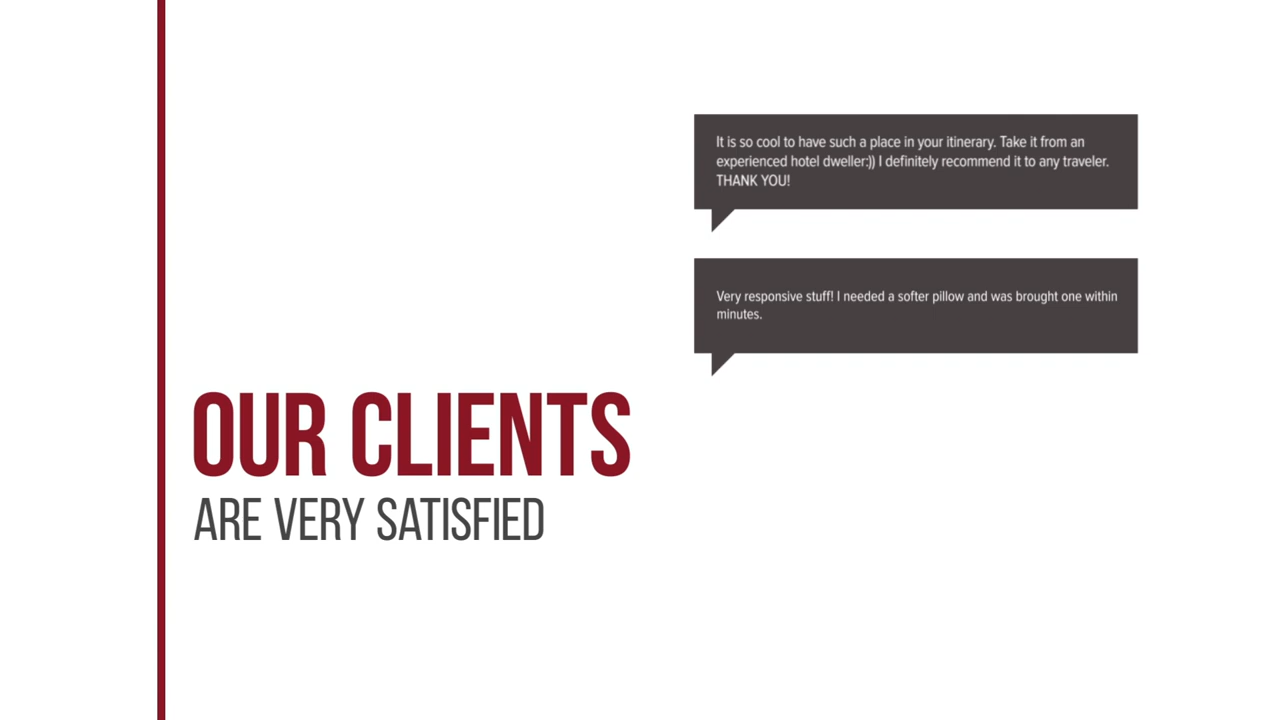 It is so cool to have such a place in your itinerary. Take it from an
experienced hotel dweller:)) I definitely recommend it to any traveler.
THANK YOU!
Very responsive stuff! I needed a softer pillow and was brought one within
minutes.
OUR CLIENTS
ARE VERY SATISFIED